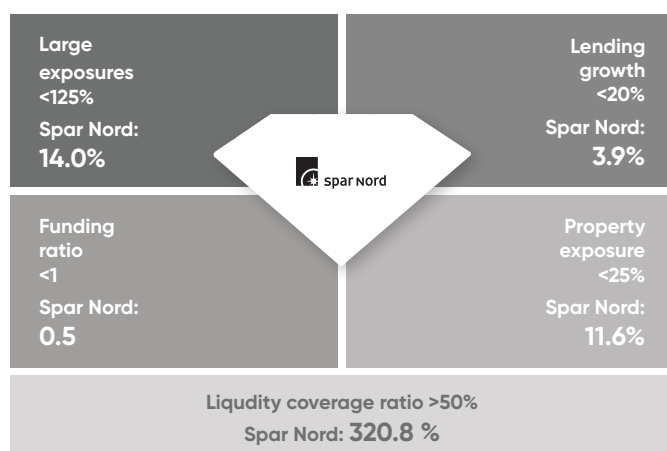 Large
exposures
<125%
Spar Nord:
14.0%
Lending
growth
<20%
Spar Nord:
3.9%
spar nord
Funding
ratio
<1
Spar Nord:
0.5
Property
exposure
<25%
Spar Nord:
11.6%
Liqudity coverage ratio >50%
Spar Nord: 320.8 %